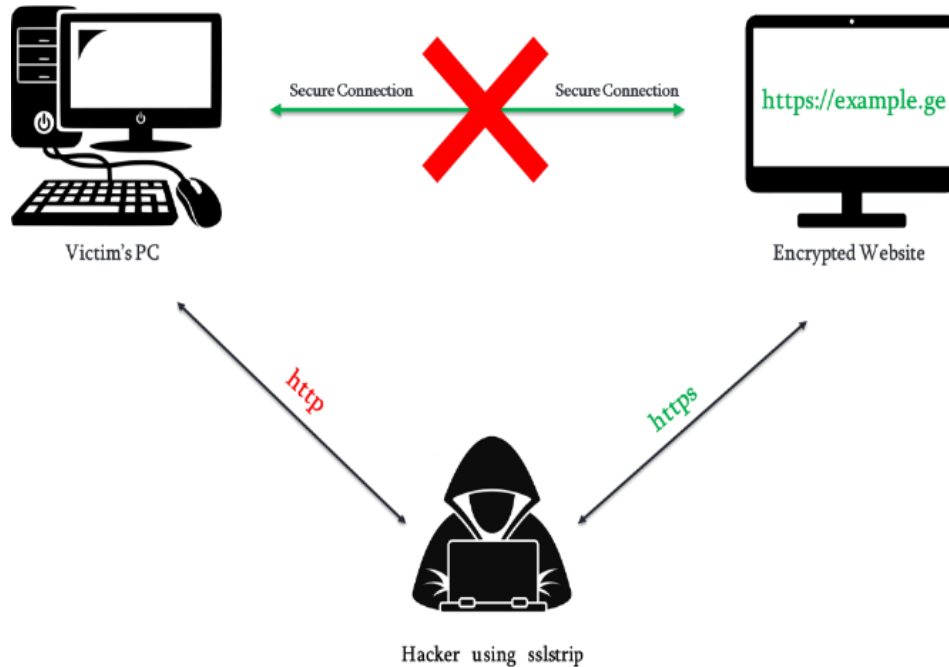 Secure Connection
Secure Connection
https://example.ge
Victim's PC
Encrypted Website
http
https
Hacker using sslstrip